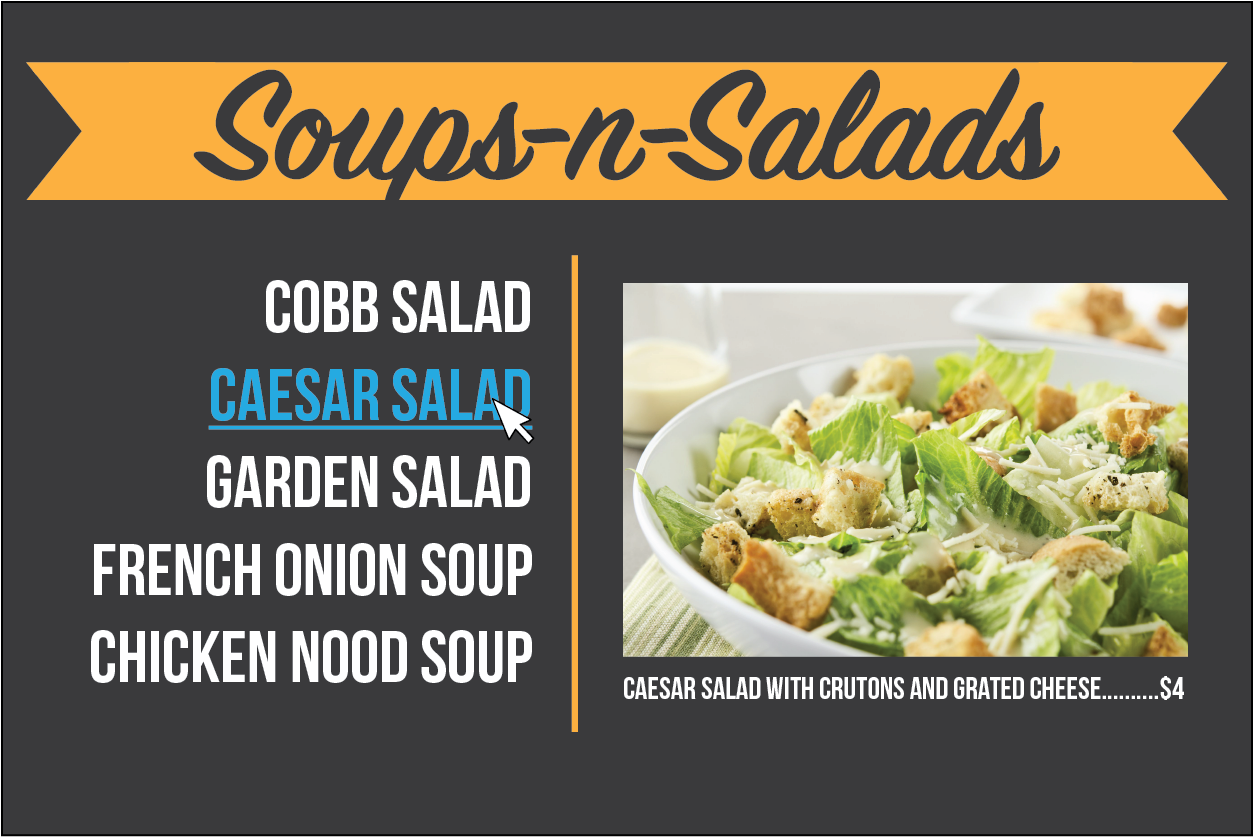 Soups-n-Salads
COBB SALAD
CAESAR SALAD
GARDEN SALAD
FRENCH ONION SOUP
CHICKEN NOOD SOUP
CAESAR SALAD WITH CRUTONS AND GRATED CHEESE..........$4